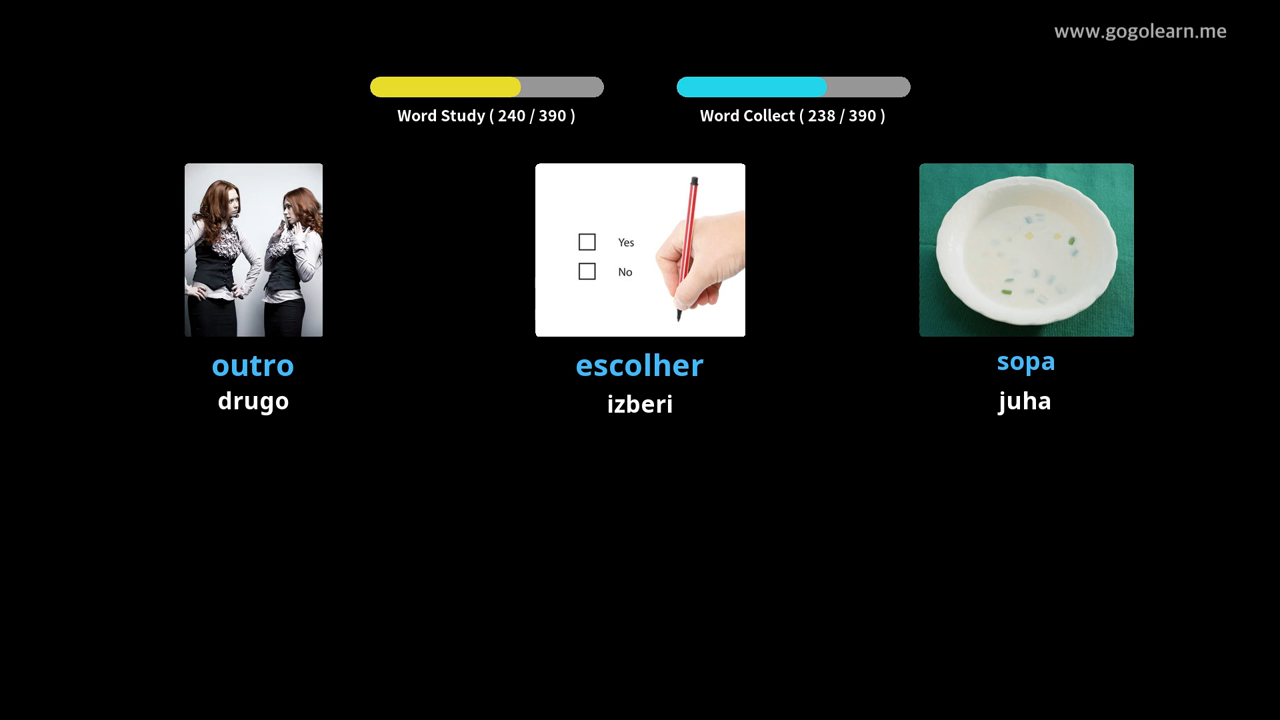 www.gogolearn.me
Word Study ( 240 / 390 )
Word Collect ( 238 / 390 )
Yes
No
outro
drugo
escolher
izberi
sopa
juha